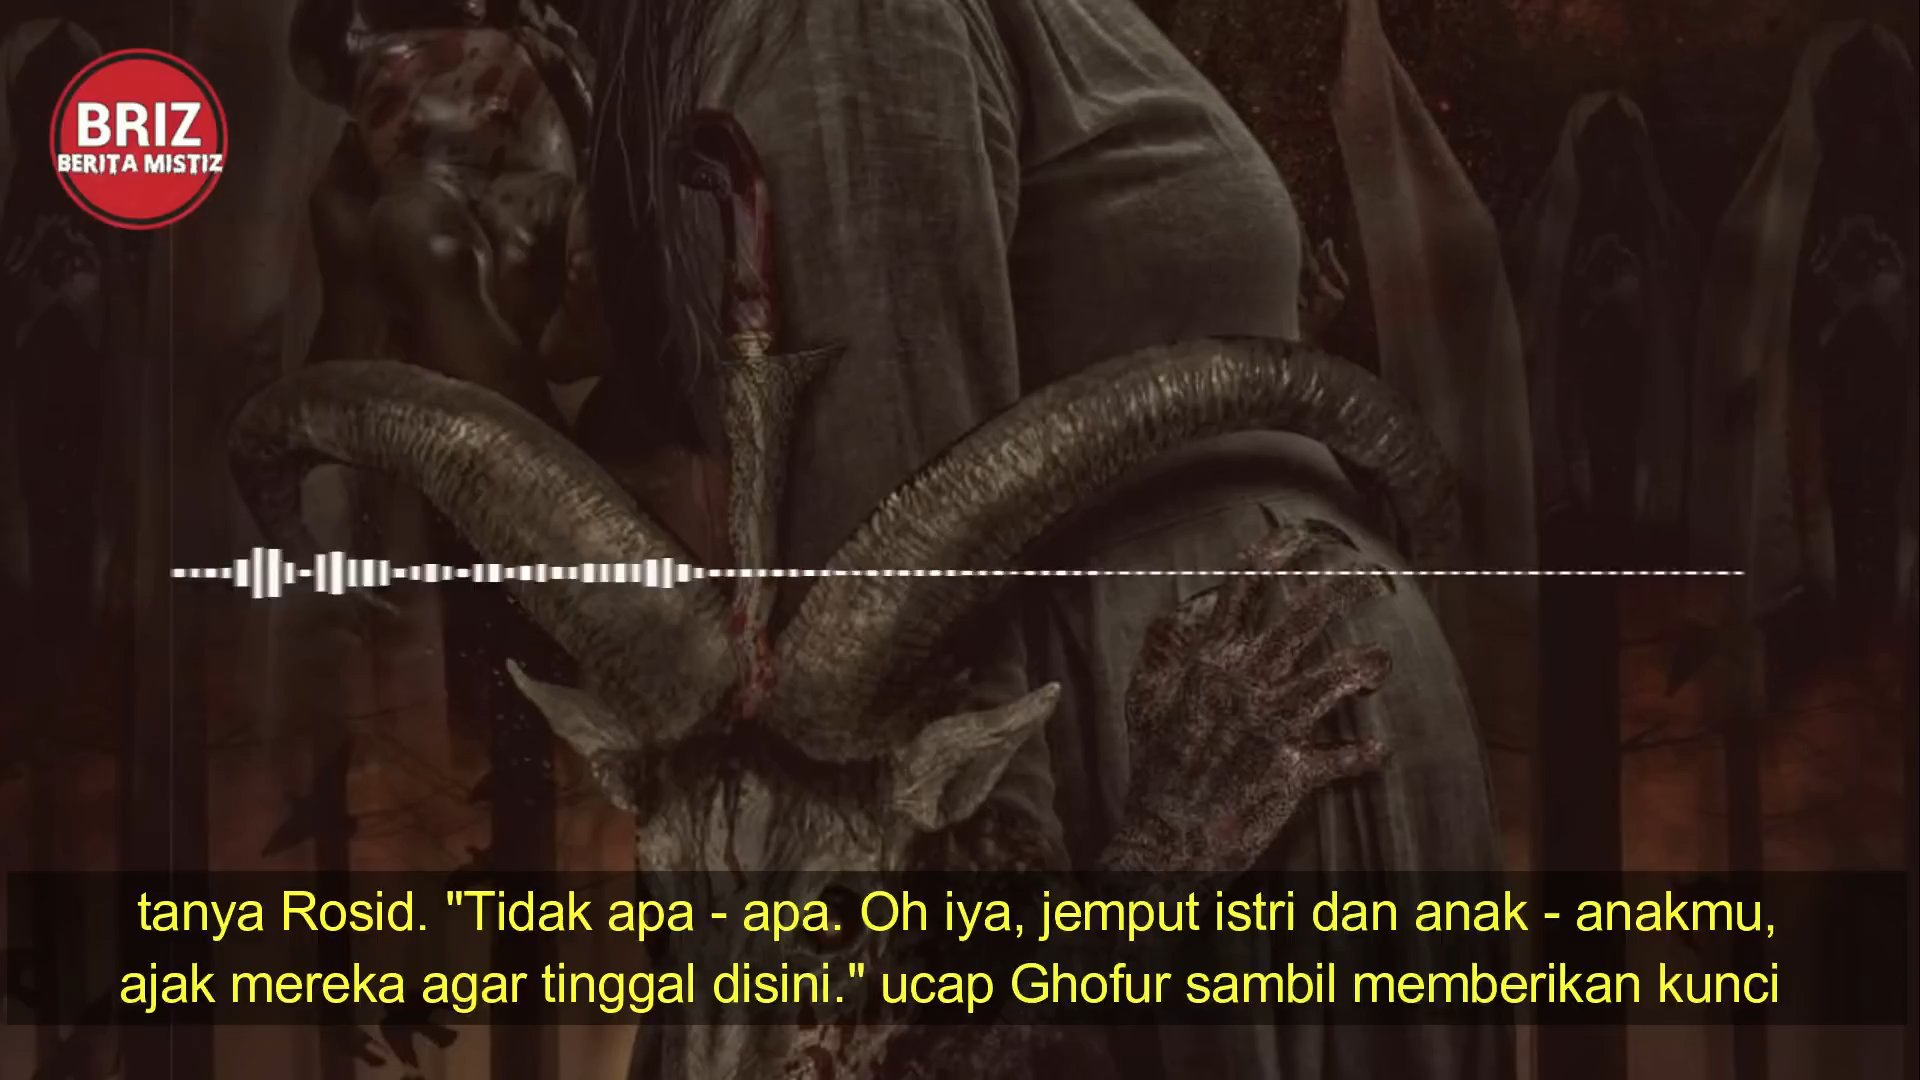 BRIZ
BERITA MISTIZ
tanya Rosid. "Tidak apa - apa. Oh iya, jemput istri dan anak - anakmu,
ajak mereka agar tinggal disini." ucap Ghofur sambil memberikan kunci